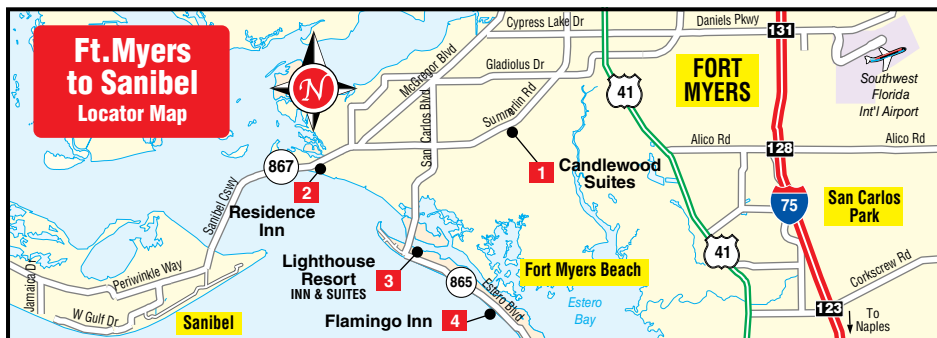 Ft.Myers
to Sanibel
Locator Map
N
Cypress Lake Dr
Daniels Pkwy
131
McGregor Blvd
Gladiolus Dr
41
FORT
MYERS
Southwest
Florida
Int'l Airport
San Carlos Blvd
Summerlin Rd
Alico Rd
128
Alico Rd
1
Candlewood
Suites
867
2
Residence
Inn
75
San Carlos
Park
Sanibel Cswy
41
Lighthouse
Resort
INN & SUITES
3
865
Fort Myers Beach
Corkscrew Rd
Periwinkle Way
Jamaica Dr
Estero Blvd
Estero
Bay
W Gulf Dr
Sanibel
Flamingo Inn
4
123
To
Naples